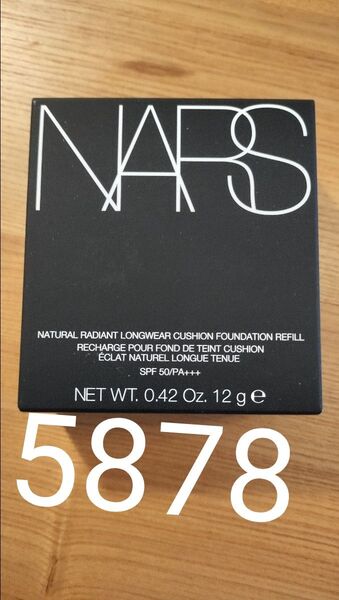 NARS
NATURAL RADIANT LONGWEAR CUSHION FOUNDATION REFILL
RECHARGE POUR FOND DE TEINT CUSHION
ÉCLAT NATUREL LONGUE TENUE
SPF 50/PA+++
NET WT. 0.42 Oz. 12 g ℮
5878